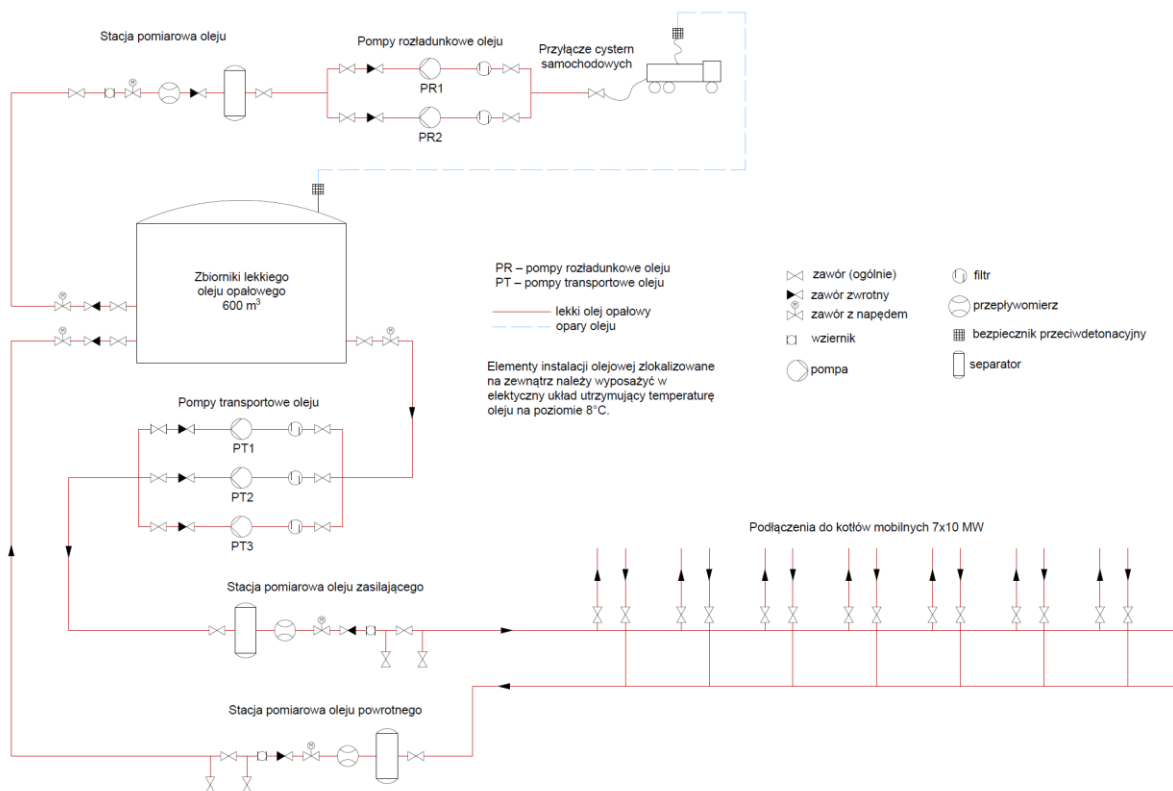 Stacja pomiarowa oleju
Pompy rozładunkowe oleju
Przyłącze cystern
samochodowych
M
PR1
PR2
Zbiorniki lekkiego
oleju opałowego
600 m³
M
M
M
PR – pompy rozładunkowe oleju
PT – pompy transportowe oleju
lekki olej opałowy
opary oleju
Elementy instalacji olejowej zlokalizowane
na zewnątrz należy wyposażyć w
elektyczny układ utrzymujący temperaturę
oleju na poziomie 8°C.
zawór (ogólnie)
zawór zwrotny
M
zawór z napędem
wziernik
pompa
filtr
przepływomierz
bezpiecznik przeciwdetonacyjny
separator
Pompy transportowe oleju
PT1
PT2
PT3
Podłączenia do kotłów mobilnych 7x10 MW
Stacja pomiarowa oleju zasilającego
M
Stacja pomiarowa oleju powrotnego
M